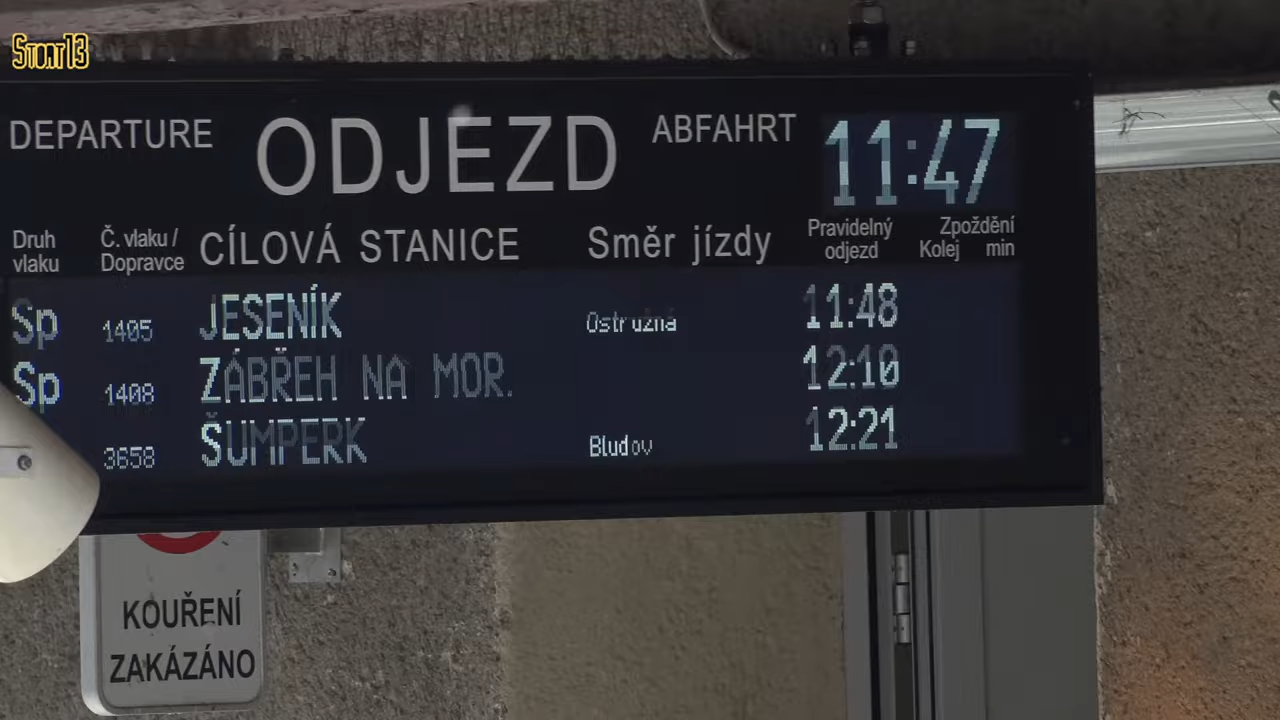 Stunt13
DEPARTURE ODJEZD ABFAHRT 11:47
Druh vlaku Č. vlaku / Dopravce CÍLOVÁ STANICE Směr jízdy Pravidelný odjezd Zpoždění Kolej min
Sp 1405 JESENÍK Ostružná 11:48
Sp 1408 ZÁBŘEH NA MOR. 12:10
3658 ŠUMPERK Bludov 12:21
KOUŘENÍ
ZAKÁZÁNO